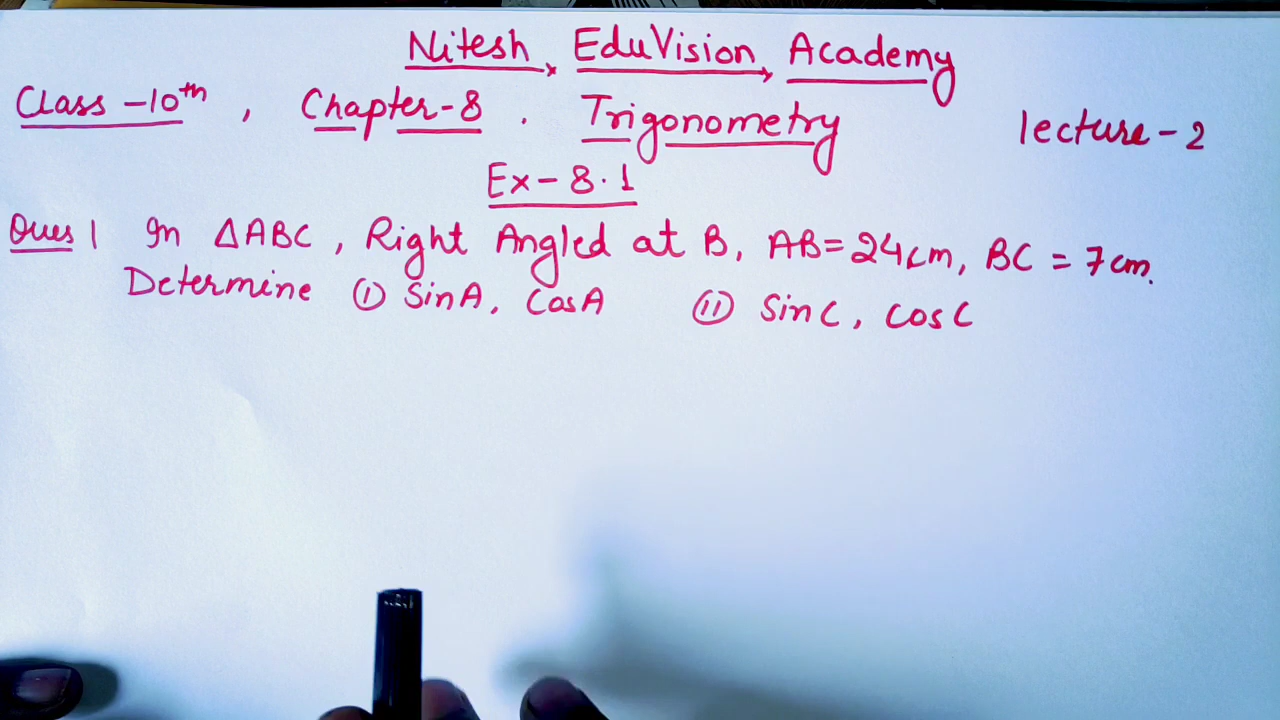 Nitesh EduVision Academy
Class-10th, Chapter-8. Trigonometry lecture-2
Ex-8.1
Ques 1 In △ABC, Right Angled at B, AB=24cm, BC = 7cm.
Determine (i) SinA, CosA (ii) SinC, CosC